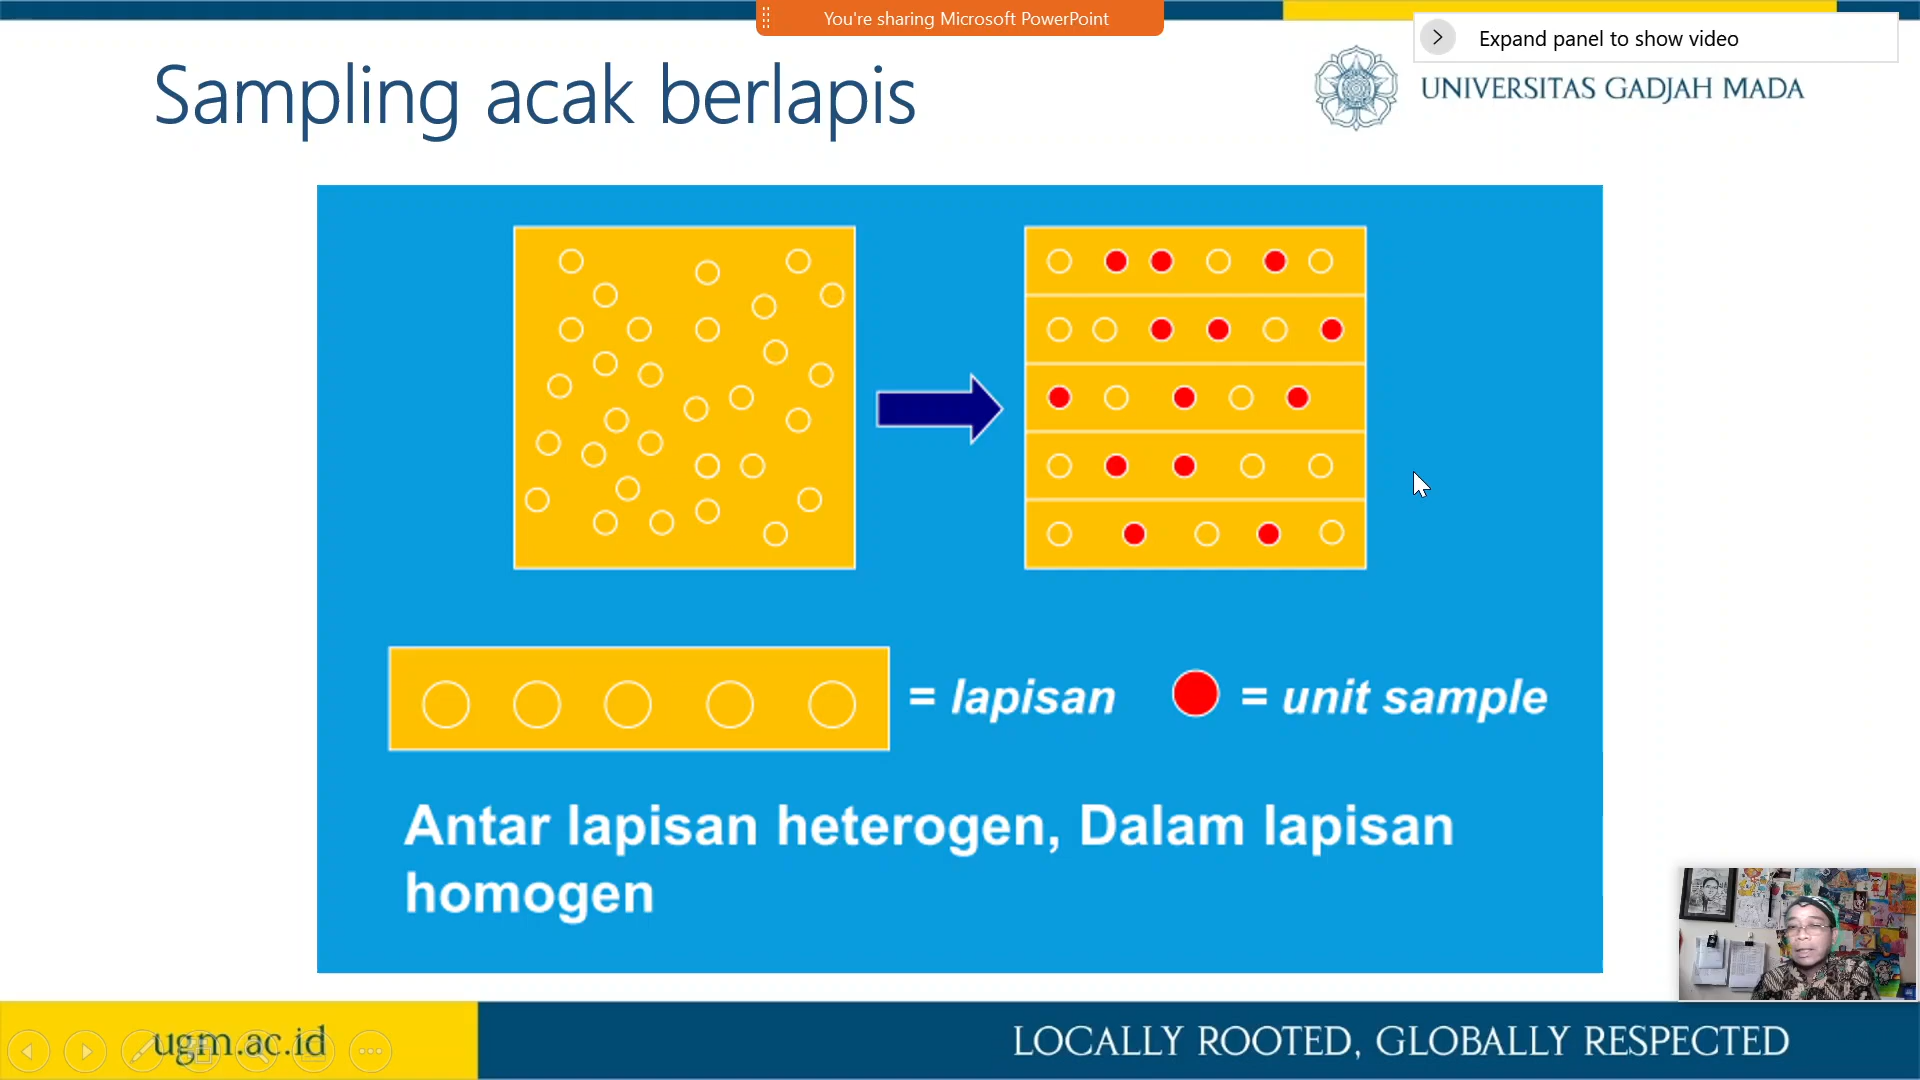 You're sharing Microsoft PowerPoint
Expand panel to show video
Sampling acak berlapis
UNIVERSITAS GADJAH MADA
= lapisan
= unit sample
Antar lapisan heterogen, Dalam lapisan
homogen
ugm.ac.id
LOCALLY ROOTED, GLOBALLY RESPECTED